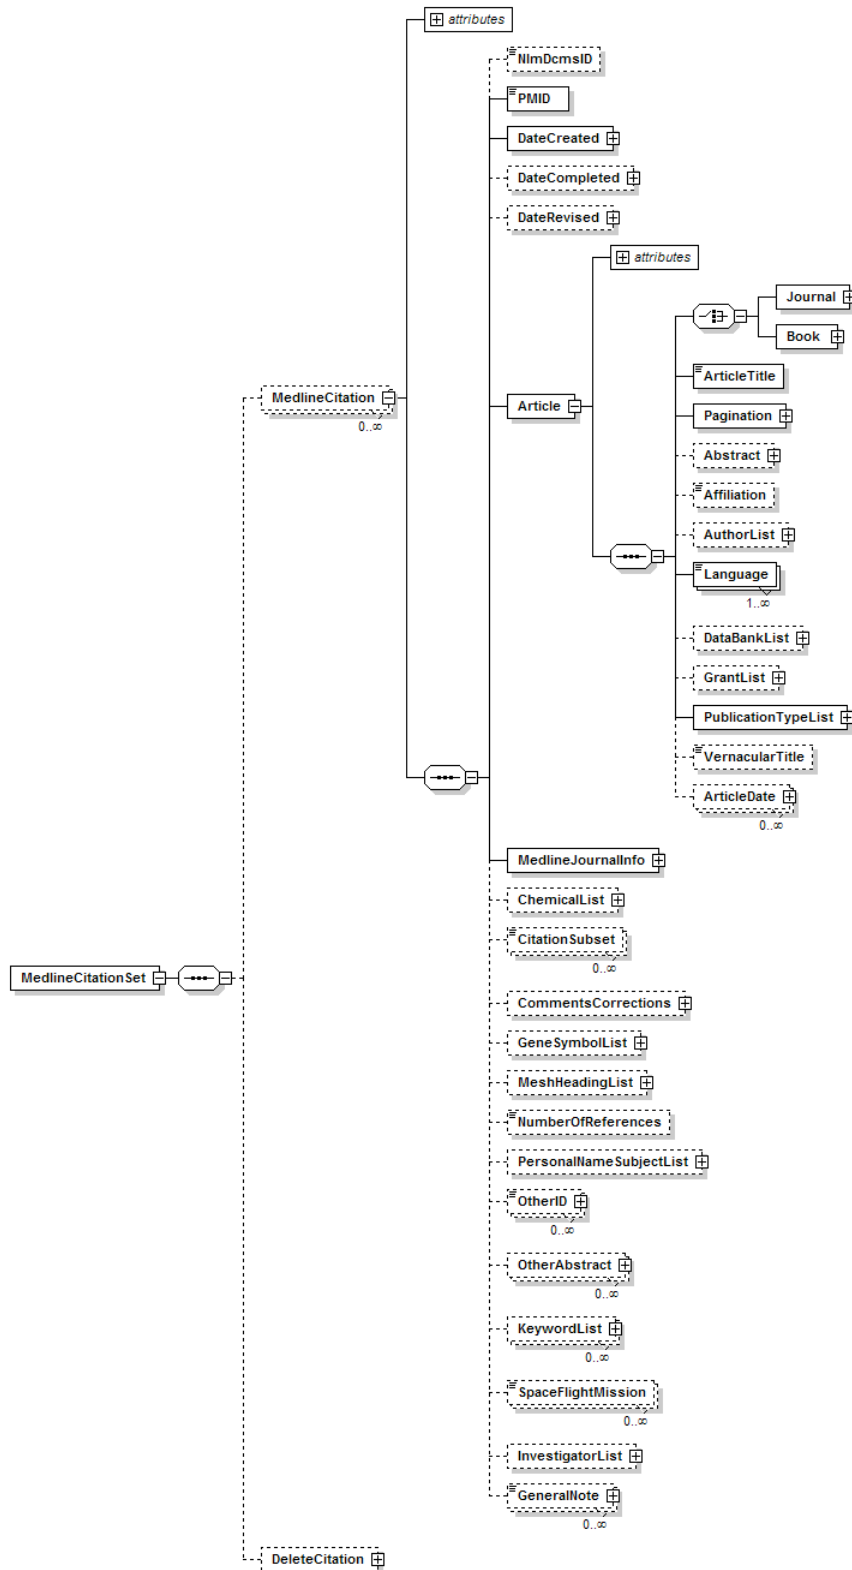 attributes
NlmDcmsID
PMID
DateCreated
DateCompleted
DateRevised
attributes
Journal
Book
MedlineCitation
0..∞
Article
ArticleTitle
Pagination
Abstract
Affiliation
AuthorList
Language
1..∞
DataBankList
GrantList
PublicationTypeList
VernacularTitle
ArticleDate
0..∞
MedlineJournalInfo
ChemicalList
CitationSubset
0..∞
MedlineCitationSet
CommentsCorrections
GeneSymbolList
MeshHeadingList
NumberOfReferences
PersonalNameSubjectList
OtherID
0..∞
OtherAbstract
0..∞
KeywordList
0..∞
SpaceFlightMission
0..∞
InvestigatorList
GeneralNote
0..∞
DeleteCitation